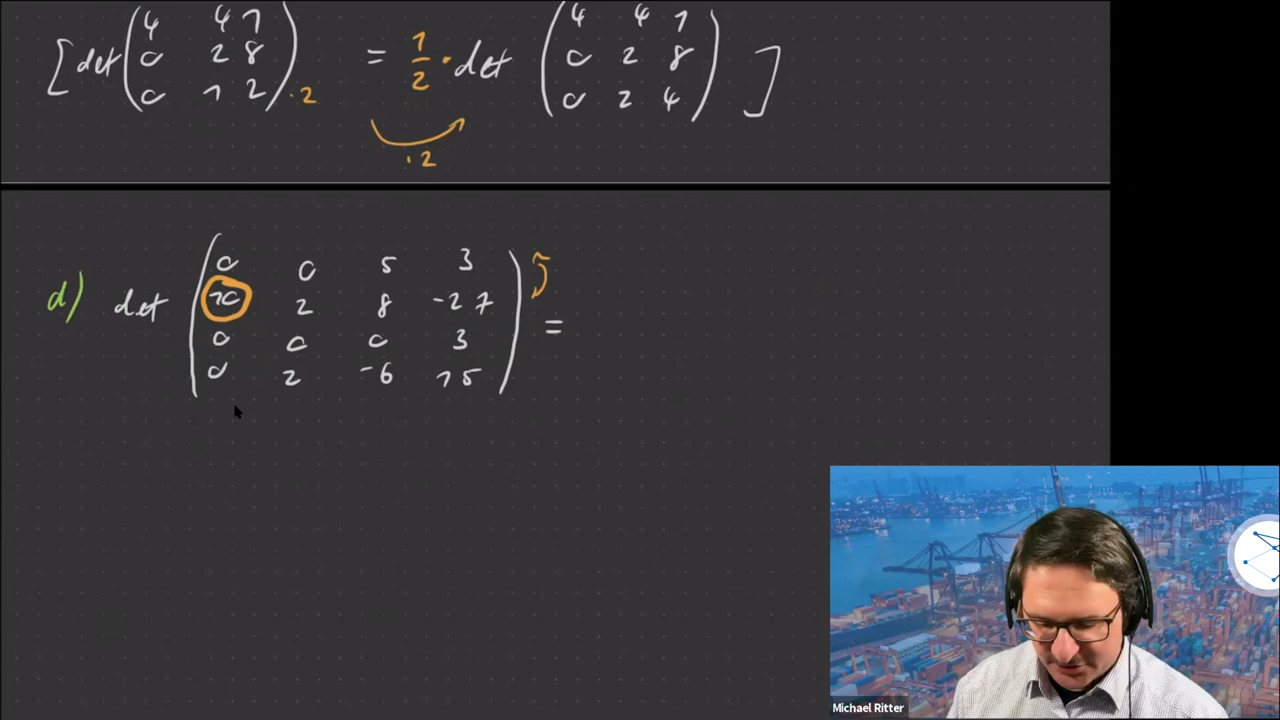 [ det ( 4 4 1 ) = 1/2 · det ( 4 4 1 ) ]
0 2 8 0 2 8
0 1 2 ·2 0 2 4
·2
d) det ( 0 0 5 3 ) =
10 2 8 -27
0 0 0 3
0 2 -6 15
Michael Ritter